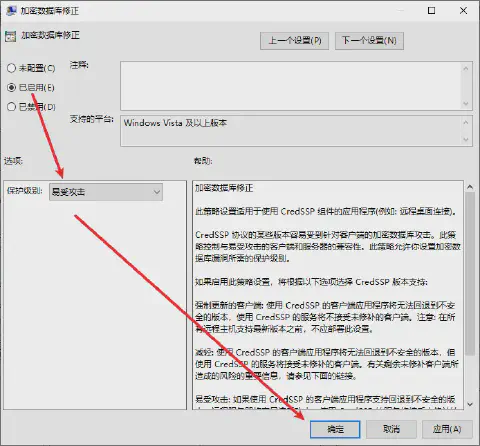 加密数据库修正
加密数据库修正
上一个设置(P)
下一个设置(N)
未配置(C)
注释:
已启用(E)
已禁用(D)
支持的平台:
Windows Vista 及以上版本
选项:
帮助:
保护级别:
易受攻击
加密数据库修正
此策略设置适用于使用 CredSSP 组件的应用程序(例如: 远程桌面连接)。
CredSSP 协议的某些版本容易受到针对客户端的加密数据库攻击。此策
略控制与易受攻击的客户端和服务器的兼容性。此策略允许你设置加密数
据库漏洞所需的保护级别。
如果启用此策略设置，将根据以下选项选择 CredSSP 版本支持:
强制更新的客户端: 使用 CredSSP 的客户端应用程序将无法回退到不安
全的版本，使用 CredSSP 的服务将不接受未修补的客户端。注意: 在所
有远程主机支持最新版本之前，不应部署此设置。
减轻: 使用 CredSSP 的客户端应用程序将无法回退到不安全的版本，但
使用 CredSSP 的服务将接受未修补的客户端。有关剩余未修补客户端所
造成的风险的重要信息，请参见下面的链接。
易受攻击: 如果使用 CredSSP 的客户端应用程序支持回退到不安全的版
确定
取消
应用(A)